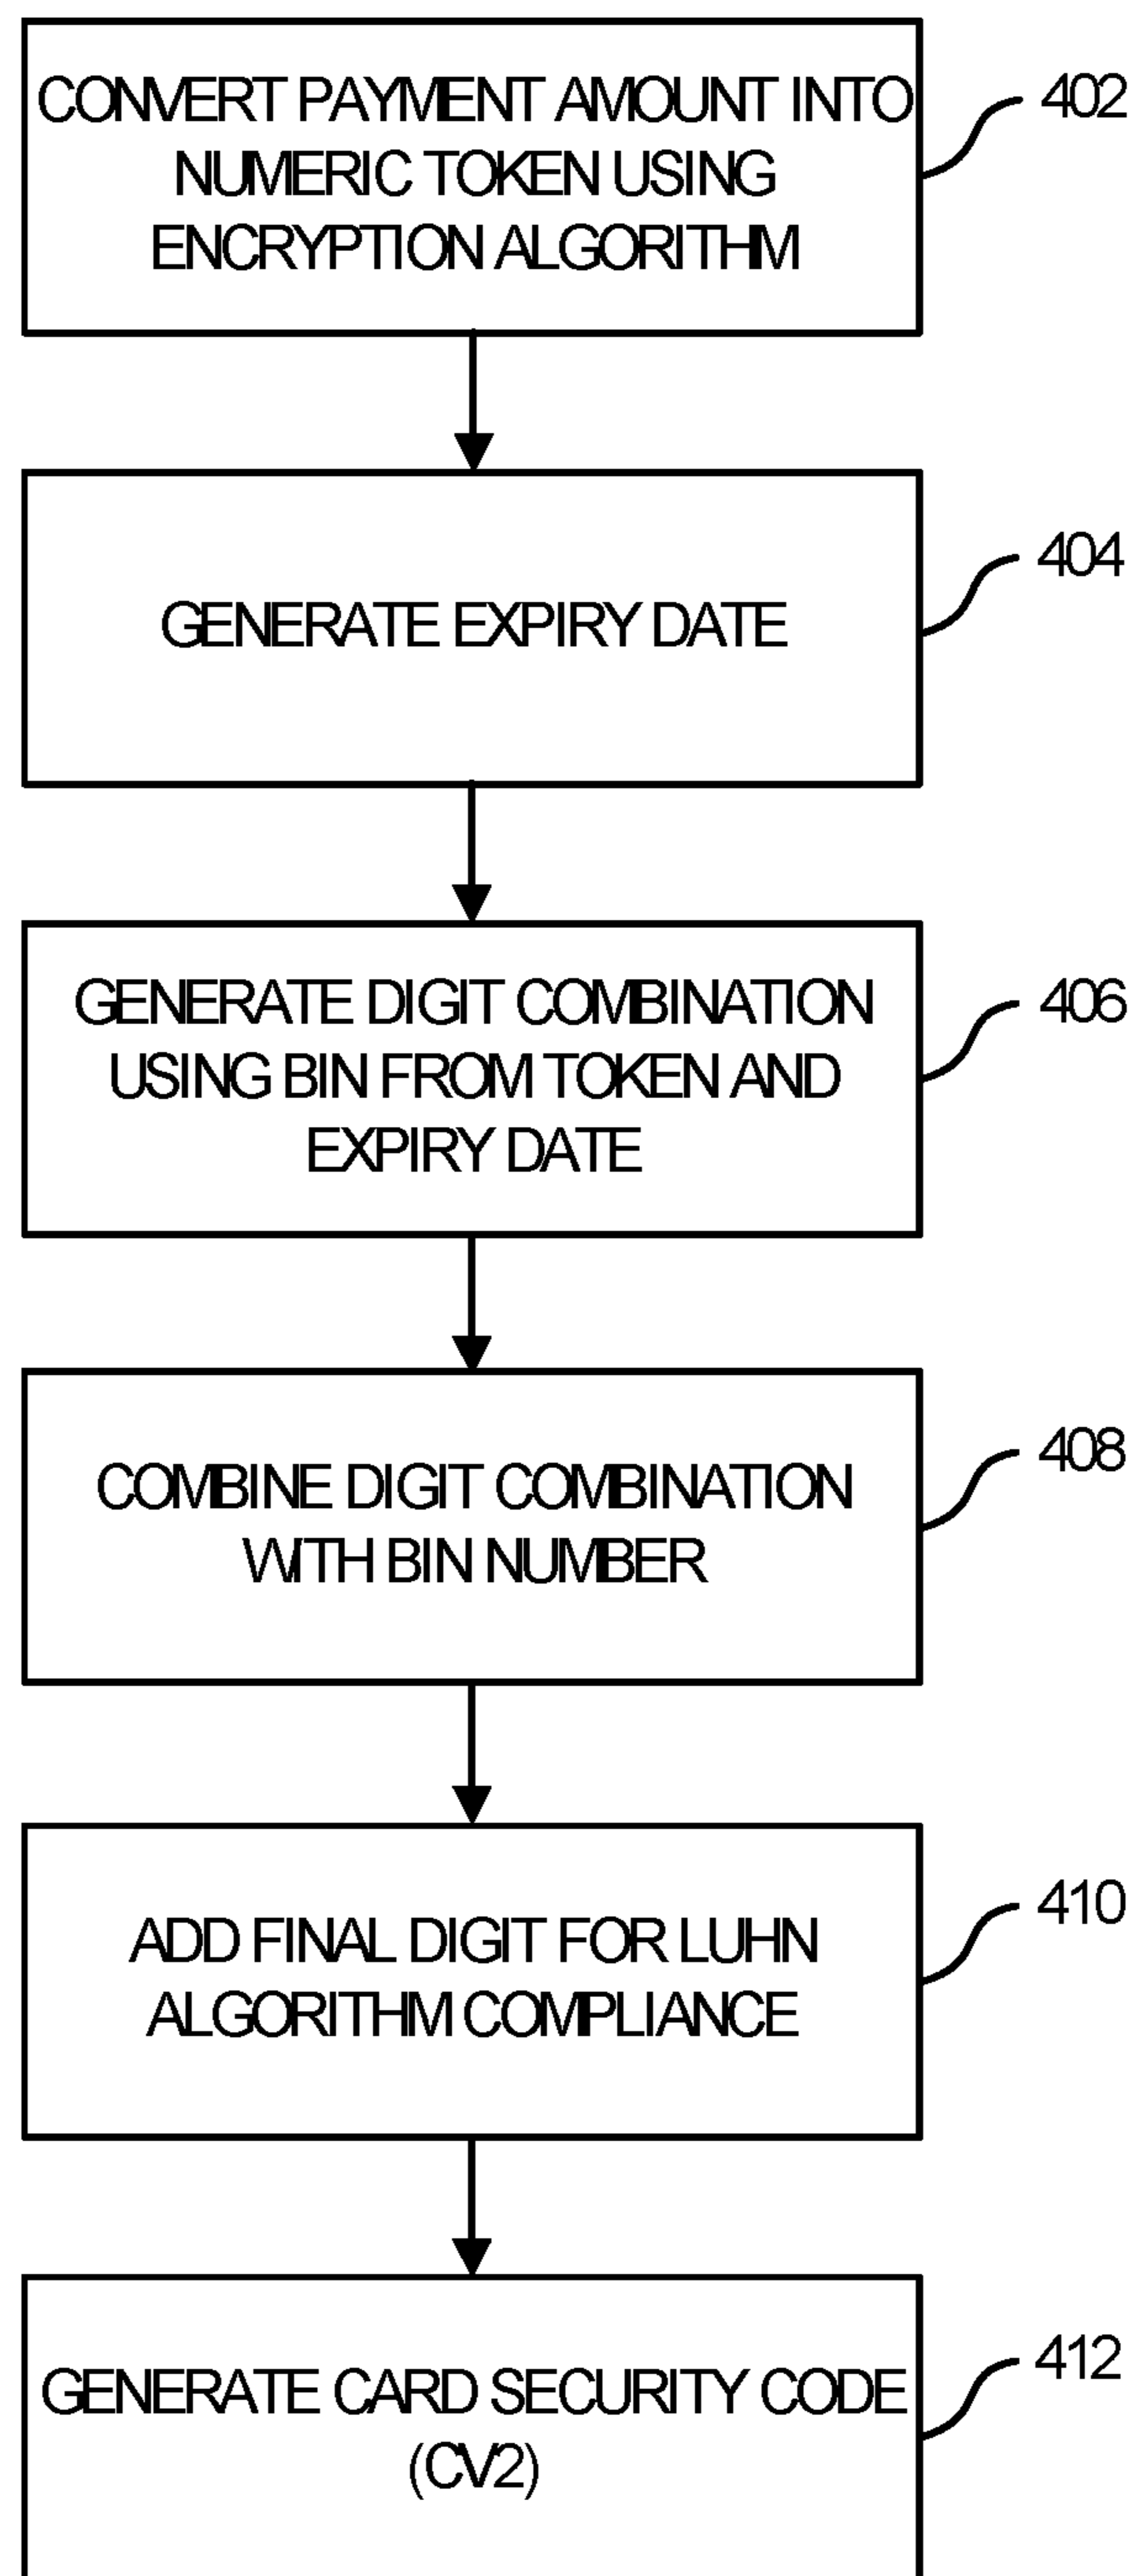 CONVERT PAYMENT AMOUNT INTO
NUMERIC TOKEN USING
ENCRYPTION ALGORITHM
402
GENERATE EXPIRY DATE
404
GENERATE DIGIT COMBINATION
USING BIN FROM TOKEN AND
EXPIRY DATE
406
COMBINE DIGIT COMBINATION
WITH BIN NUMBER
408
ADD FINAL DIGIT FOR LUHN
ALGORITHM COMPLIANCE
410
GENERATE CARD SECURITY CODE
(CV2)
412